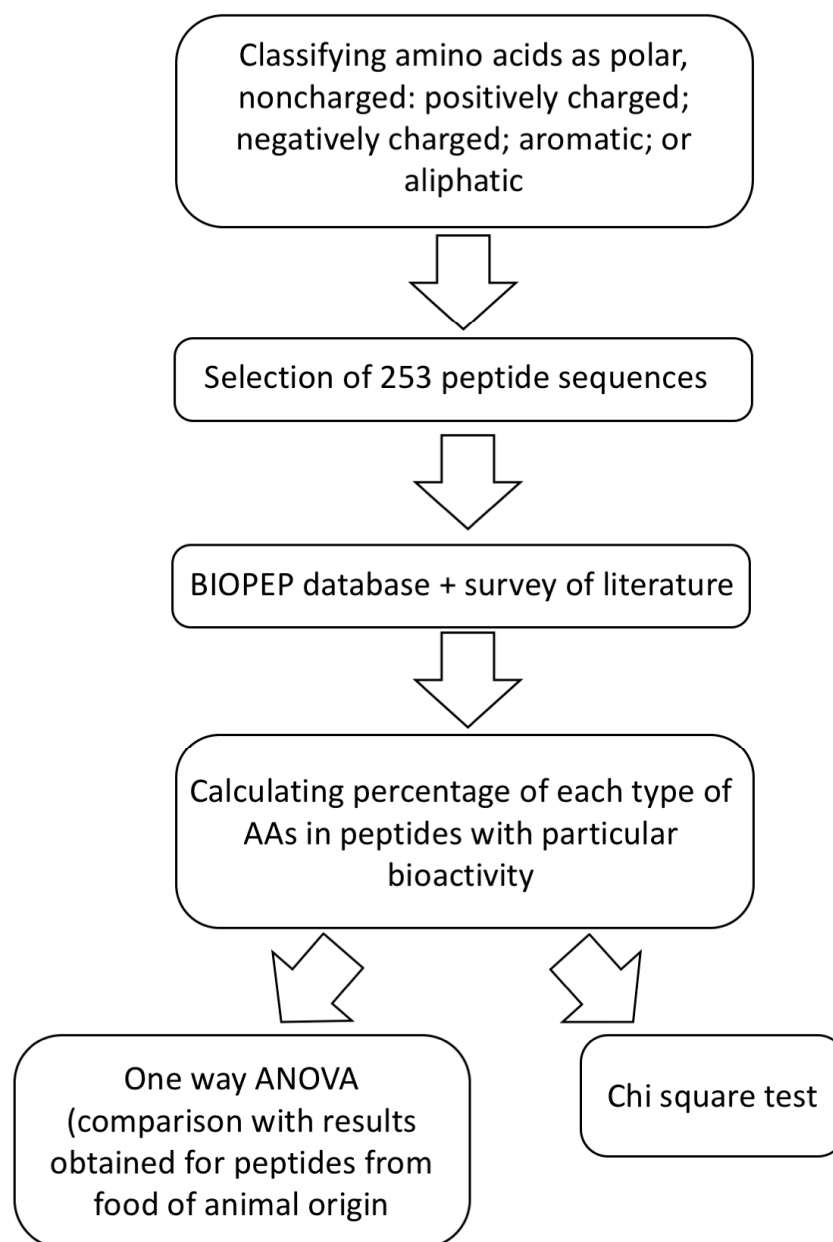 Classifying amino acids as polar,
noncharged: positively charged;
negatively charged; aromatic; or
aliphatic
Selection of 253 peptide sequences
BIOPEP database + survey of literature
Calculating percentage of each type of
AAs in peptides with particular
bioactivity
One way ANOVA
(comparison with results
obtained for peptides from
food of animal origin
Chi square test